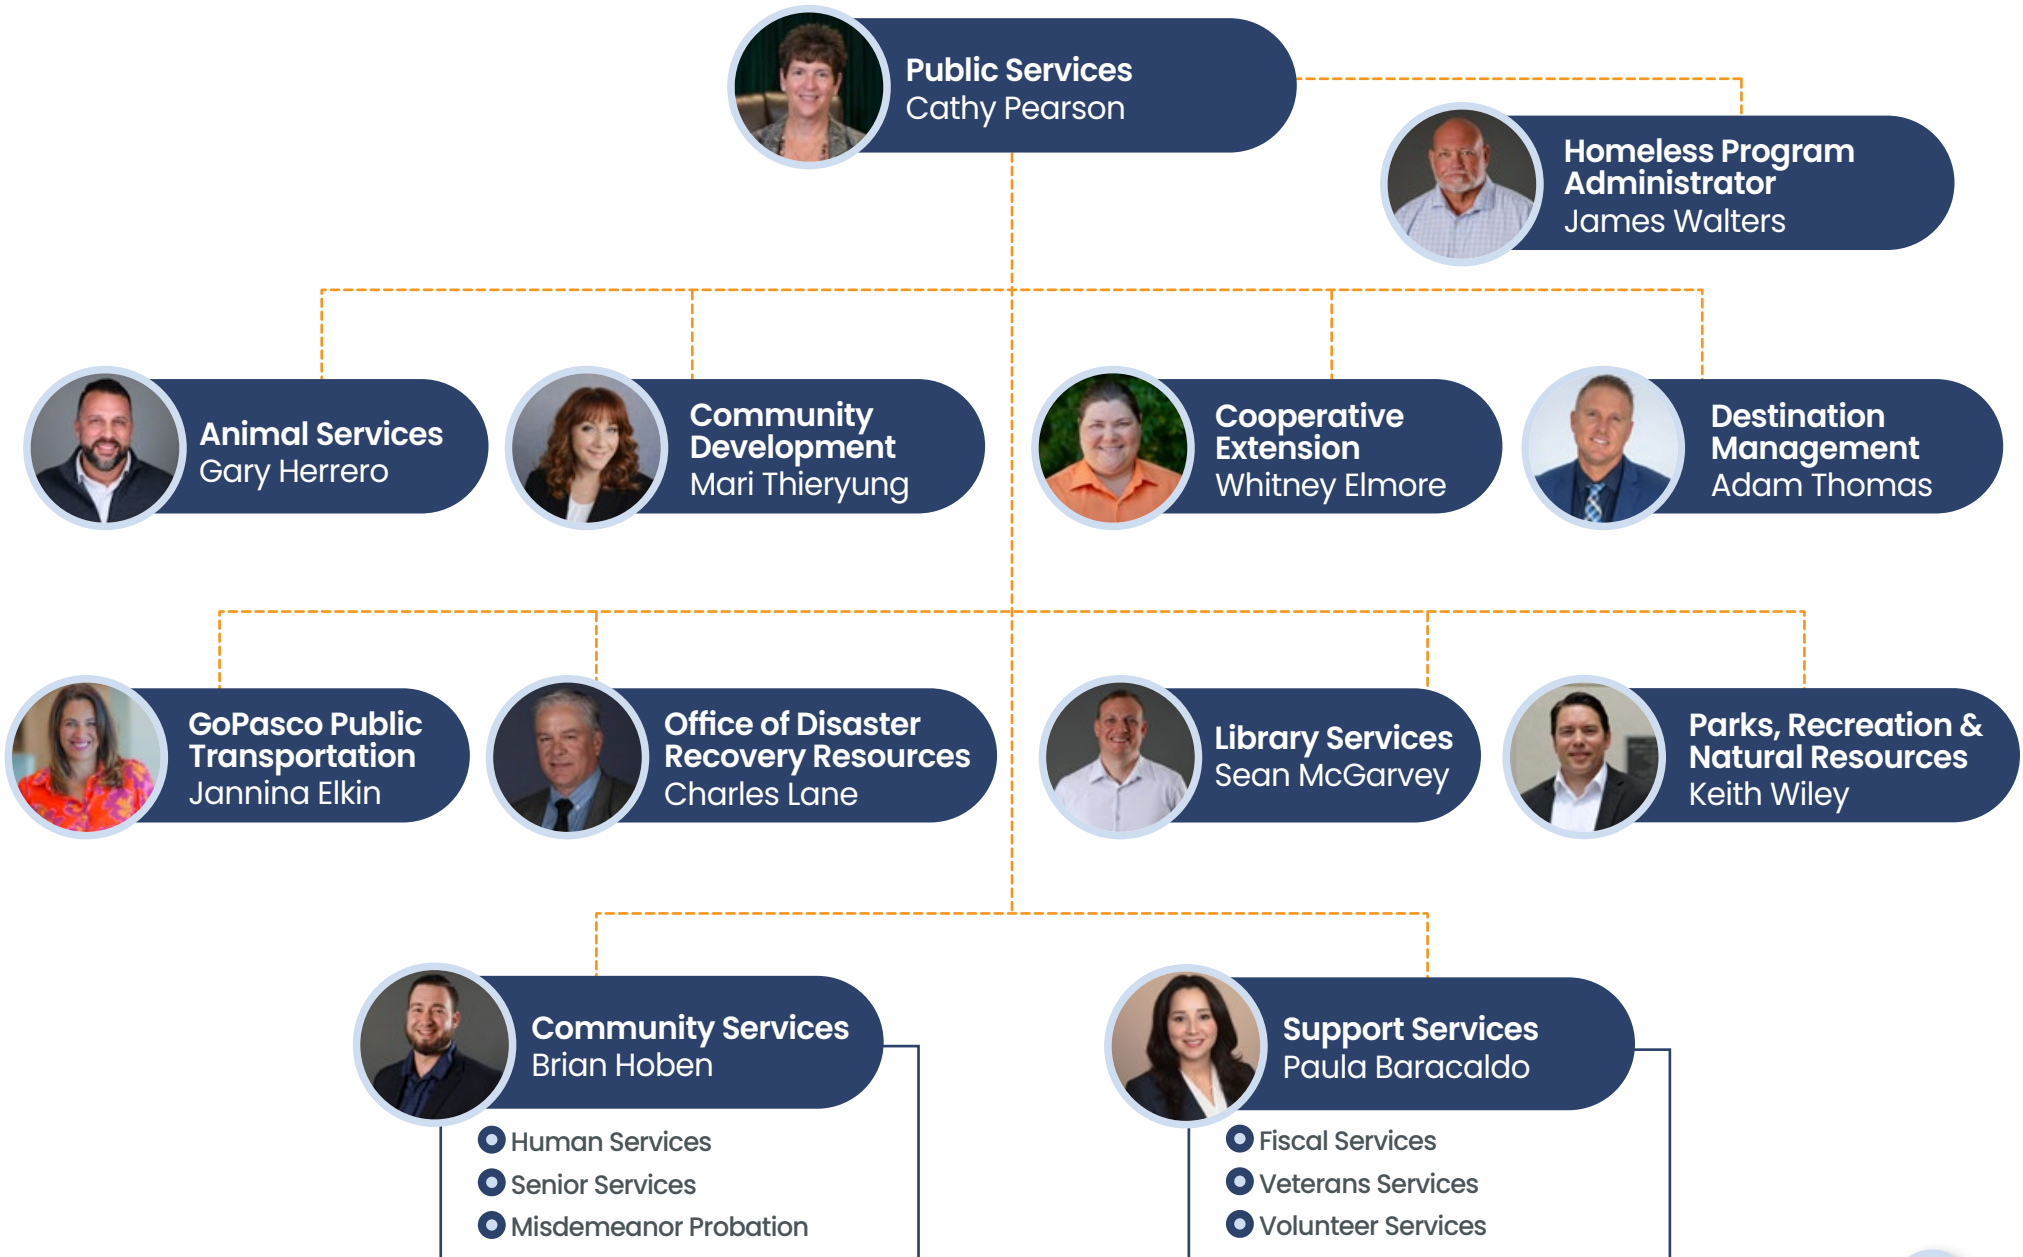 Public Services
Cathy Pearson
Homeless Program
Administrator
James Walters
Animal Services
Gary Herrero
Community
Development
Mari Thieryung
Cooperative
Extension
Whitney Elmore
Destination
Management
Adam Thomas
GoPasco Public
Transportation
Jannina Elkin
Office of Disaster
Recovery Resources
Charles Lane
Library Services
Sean McGarvey
Parks, Recreation &
Natural Resources
Keith Wiley
Community Services
Brian Hoben
Human Services
Senior Services
Misdemeanor Probation
Support Services
Paula Baracaldo
Fiscal Services
Veterans Services
Volunteer Services